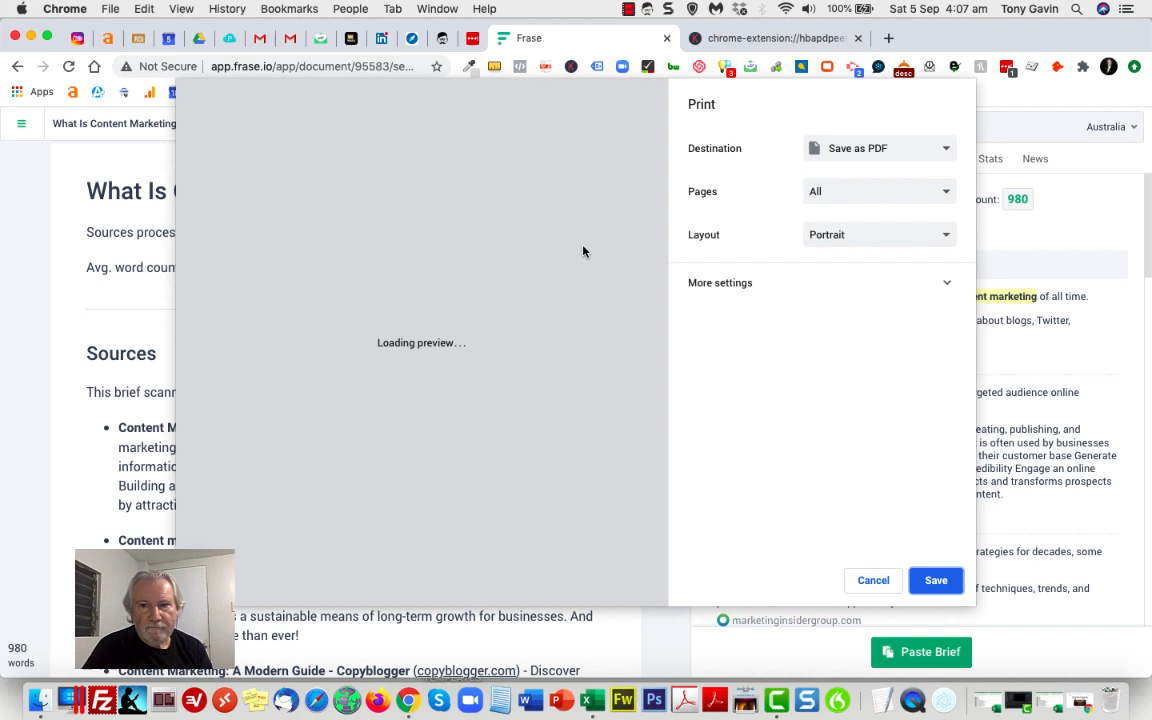 Chrome File Edit View History Bookmarks People Tab Window Help 100% Sat 5 Sep 4:07 am Tony Gavin
Frase
chrome-extension://hbapdpee
Not Secure app.frase.io/app/document/95583/se...
Apps
What Is Content Marketing
Australia
Stats News
What Is C
Sources proces
Avg. word coun
Sources
This brief scann
Content M
marketing
informatic
Building a
by attracti
Content m
s a sustainable means of long-term growth for businesses. And
e than ever!
Content Marketing: A Modern Guide - Copyblogger (copyblogger.com) - Discover
980
words
Print
Destination Save as PDF
Pages All
Layout Portrait
More settings
Loading preview...
Cancel Save
ount: 980
ent marketing of all time.
about blogs, Twitter,
rgeted audience online
eating, publishing, and
is often used by businesses
their customer base Generate
edibility Engage an online
cts and transforms prospects
ntent.
rategies for decades, some
f techniques, trends, and
marketinginsidergroup.com
Paste Brief